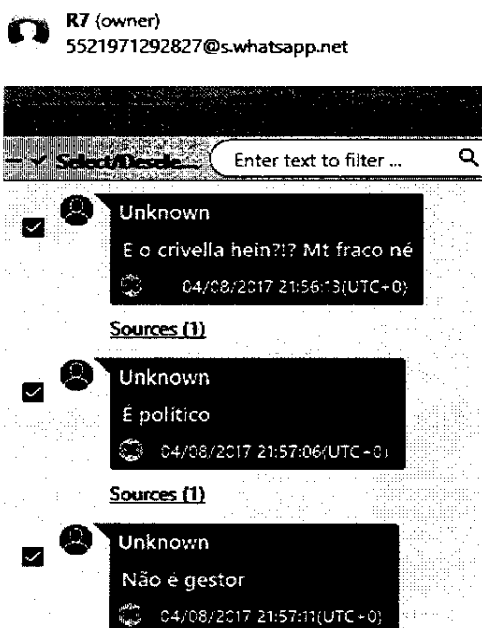 R7 (owner)
5521971292827@s.whatsapp.net
Select/Desele...
Enter text to filter ...
Unknown
E o crivella hein?!? Mt fraco né
04/08/2017 21:56:13(UTC+0)
Sources (1)
Unknown
É político
04/08/2017 21:57:06(UTC+0)
Sources (1)
Unknown
Não é gestor
04/08/2017 21:57:11(UTC+0)